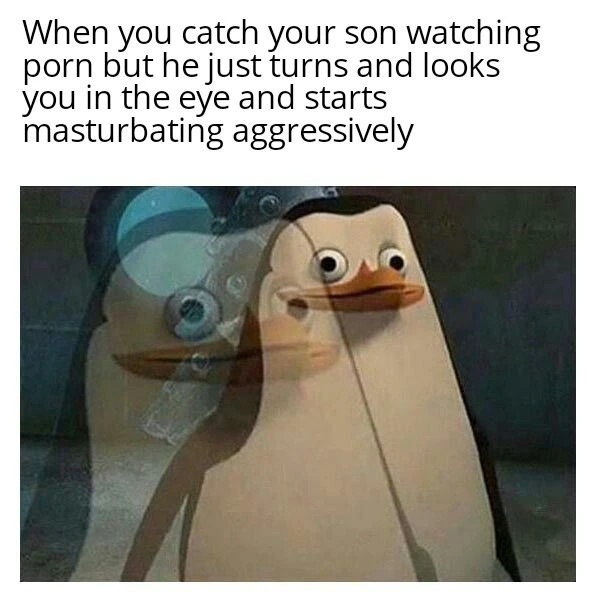 When you catch your son watching
porn but he just turns and looks
you in the eye and starts
masturbating aggressively